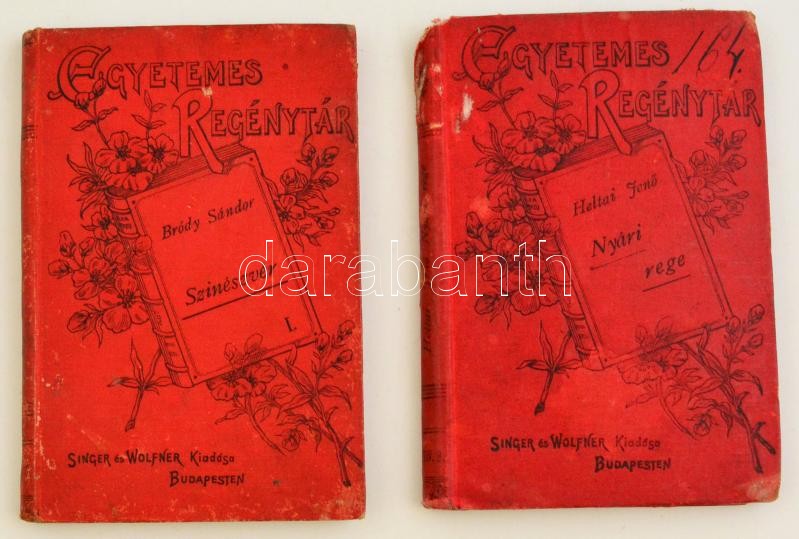 EGYETEMES
REGÉNYTÁR
Bródy Sándor
Szinészvér
I.
SINGER és WOLFNER Kiadása
BUDAPESTEN
EGYETEMES
164.
REGÉNYTÁR
Heltai Jenő
Nyári
rege
SINGER és WOLFNER Kiadása
BUDAPESTEN
darabanth